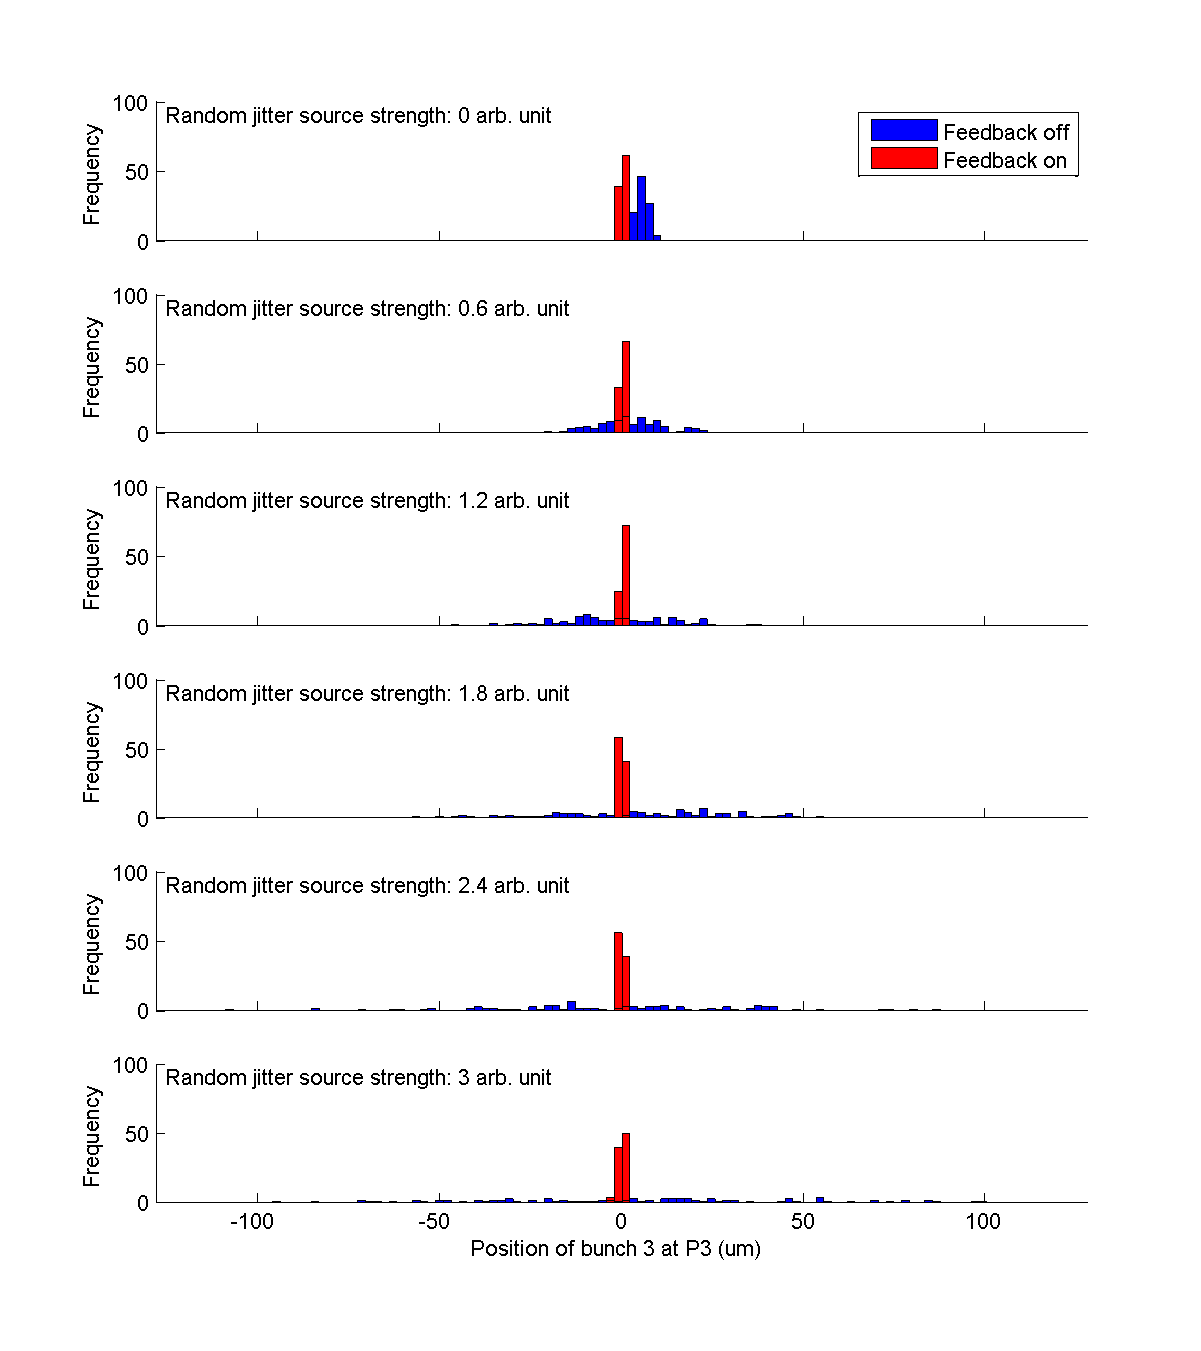 Random jitter source strength: 0 arb. unit
Feedback off
Feedback on
Frequency
100
50
0
Random jitter source strength: 0.6 arb. unit
Frequency
100
50
0
Random jitter source strength: 1.2 arb. unit
Frequency
100
50
0
Random jitter source strength: 1.8 arb. unit
Frequency
100
50
0
Random jitter source strength: 2.4 arb. unit
Frequency
100
50
0
Random jitter source strength: 3 arb. unit
Frequency
100
50
0
-100 -50 0 50 100
Position of bunch 3 at P3 (um)